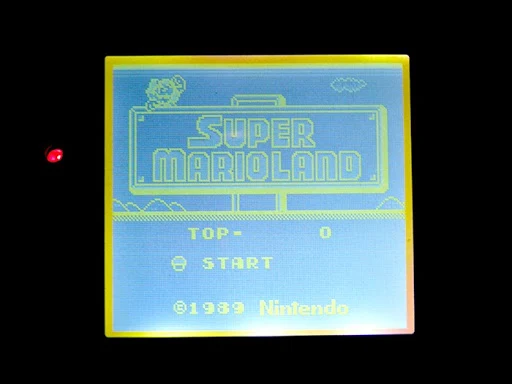 SUPER
MARIOLAND
TOP- 0
START
©1989 Nintendo